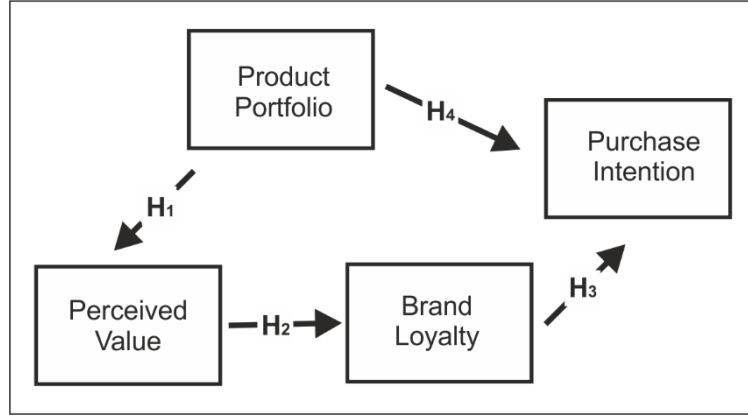 Product
Portfolio
H4
Purchase
Intention
H1
Perceived
Value
H2
Brand
Loyalty
H3